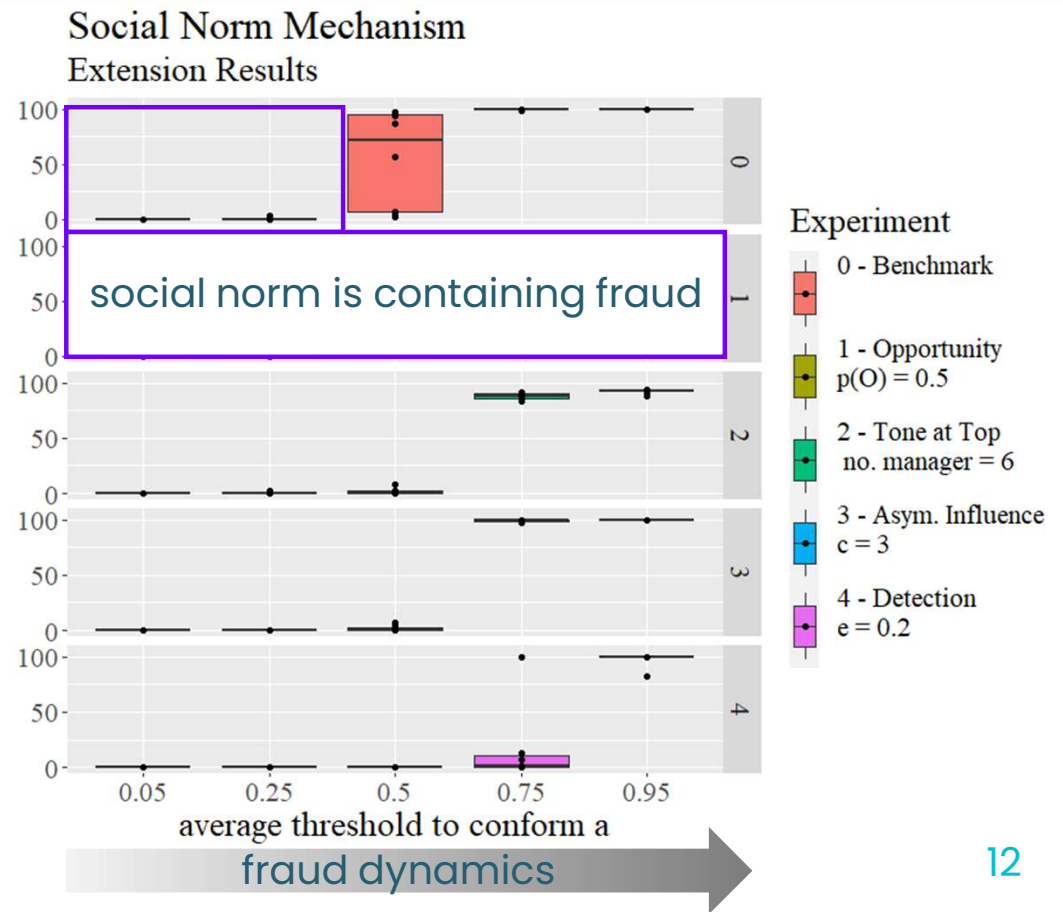 Social Norm Mechanism
Extension Results
100
50
0
0
100
50
0
social norm is containing fraud
1
100
50
0
2
100
50
0
3
100
50
0
4
0.05 0.25 0.5 0.75 0.95
average threshold to conform a
fraud dynamics
Experiment
0 - Benchmark
1 - Opportunity
p(O) = 0.5
2 - Tone at Top
no. manager = 6
3 - Asym. Influence
c = 3
4 - Detection
e = 0.2
12